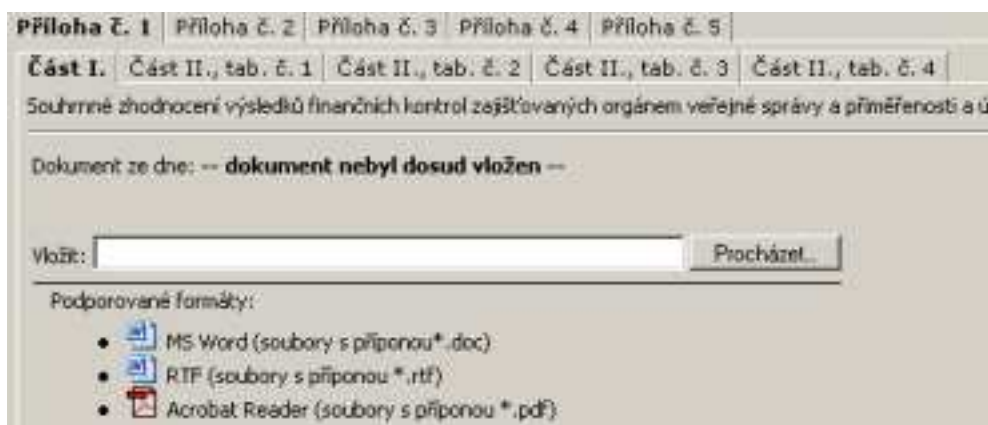 Příloha č. 1 Příloha č. 2 Příloha č. 3 Příloha č. 4 Příloha č. 5
Část I. Část II., tab. č. 1 Část II., tab. č. 2 Část II., tab. č. 3 Část II., tab. č. 4
Souhrnné zhodnocení výsledků finančních kontrol zajišťovaných orgánem veřejné správy a přiměřenosti a ú
Dokument ze dne: -- dokument nebyl dosud vložen --
Vložit: Procházet...
Podporované formáty:
MS Word (soubory s příponou*.doc)
RTF (soubory s příponou *.rtf)
Acrobat Reader (soubory s příponou *.pdf)